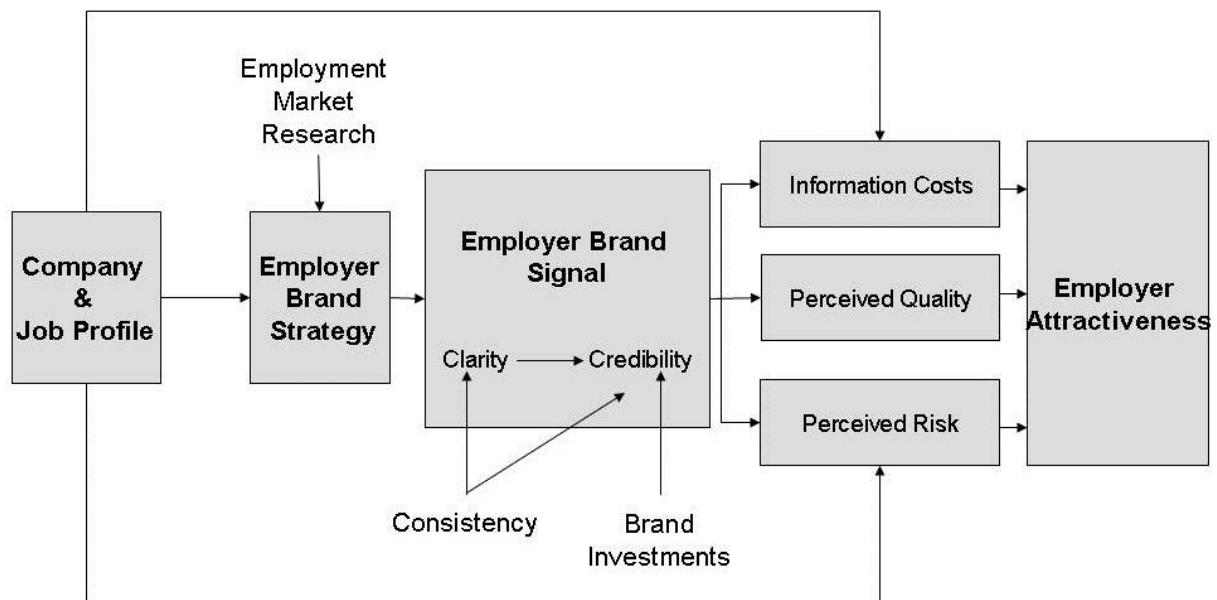 Employment
Market
Research
Company
&
Job Profile
Employer
Brand
Strategy
Employer Brand
Signal
Clarity
Credibility
Consistency
Brand
Investments
Information Costs
Perceived Quality
Perceived Risk
Employer
Attractiveness